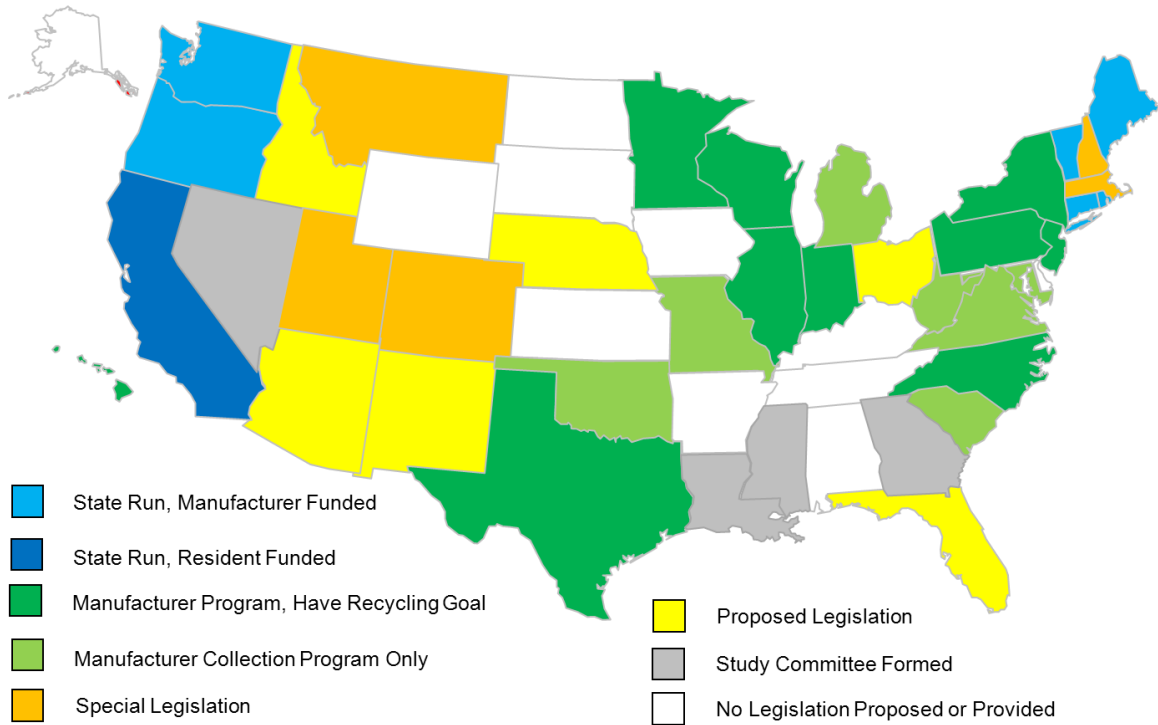 State Run, Manufacturer Funded
State Run, Resident Funded
Manufacturer Program, Have Recycling Goal
Manufacturer Collection Program Only
Special Legislation
Proposed Legislation
Study Committee Formed
No Legislation Proposed or Provided